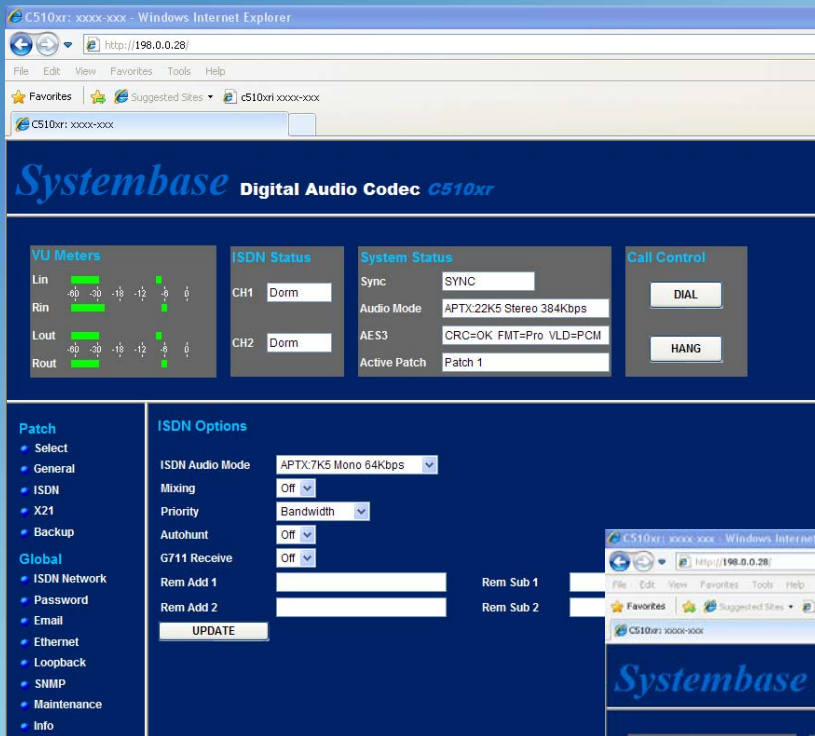 C510xr: xxxx-xxx - Windows Internet Explorer
http://198.0.0.28/
File Edit View Favorites Tools Help
Favorites Suggested Sites c510xri xxxx-xxx
C510xr: xxxx-xxx
Systembase Digital Audio Codec C510xr
VU Meters
Lin
-60 -30 -18 -12 -6 0
Rin
Lout
-60 -30 -18 -12 -6 0
Rout
ISDN Status
CH1 Dorm
CH2 Dorm
System Status
Sync SYNC
Audio Mode APTX:22K5 Stereo 384Kbps
AES3 CRC=OK FMT=Pro VLD=PCM
Active Patch Patch 1
Call Control
DIAL
HANG
Patch
Select
General
ISDN
X21
Backup
Global
ISDN Network
Password
Email
Ethernet
Loopback
SNMP
Maintenance
Info
ISDN Options
ISDN Audio Mode APTX:7K5 Mono 64Kbps
Mixing Off
Priority Bandwidth
Autohunt Off
G711 Receive Off
Rem Add 1 Rem Sub 1
Rem Add 2 Rem Sub 2
UPDATE
C510xr: xxxx-xxx - Windows Internet
http://198.0.0.28/
File Edit View Favorites Tools Help
Favorites Suggested Sites
C510xr: xxxx-xxx
Systembase